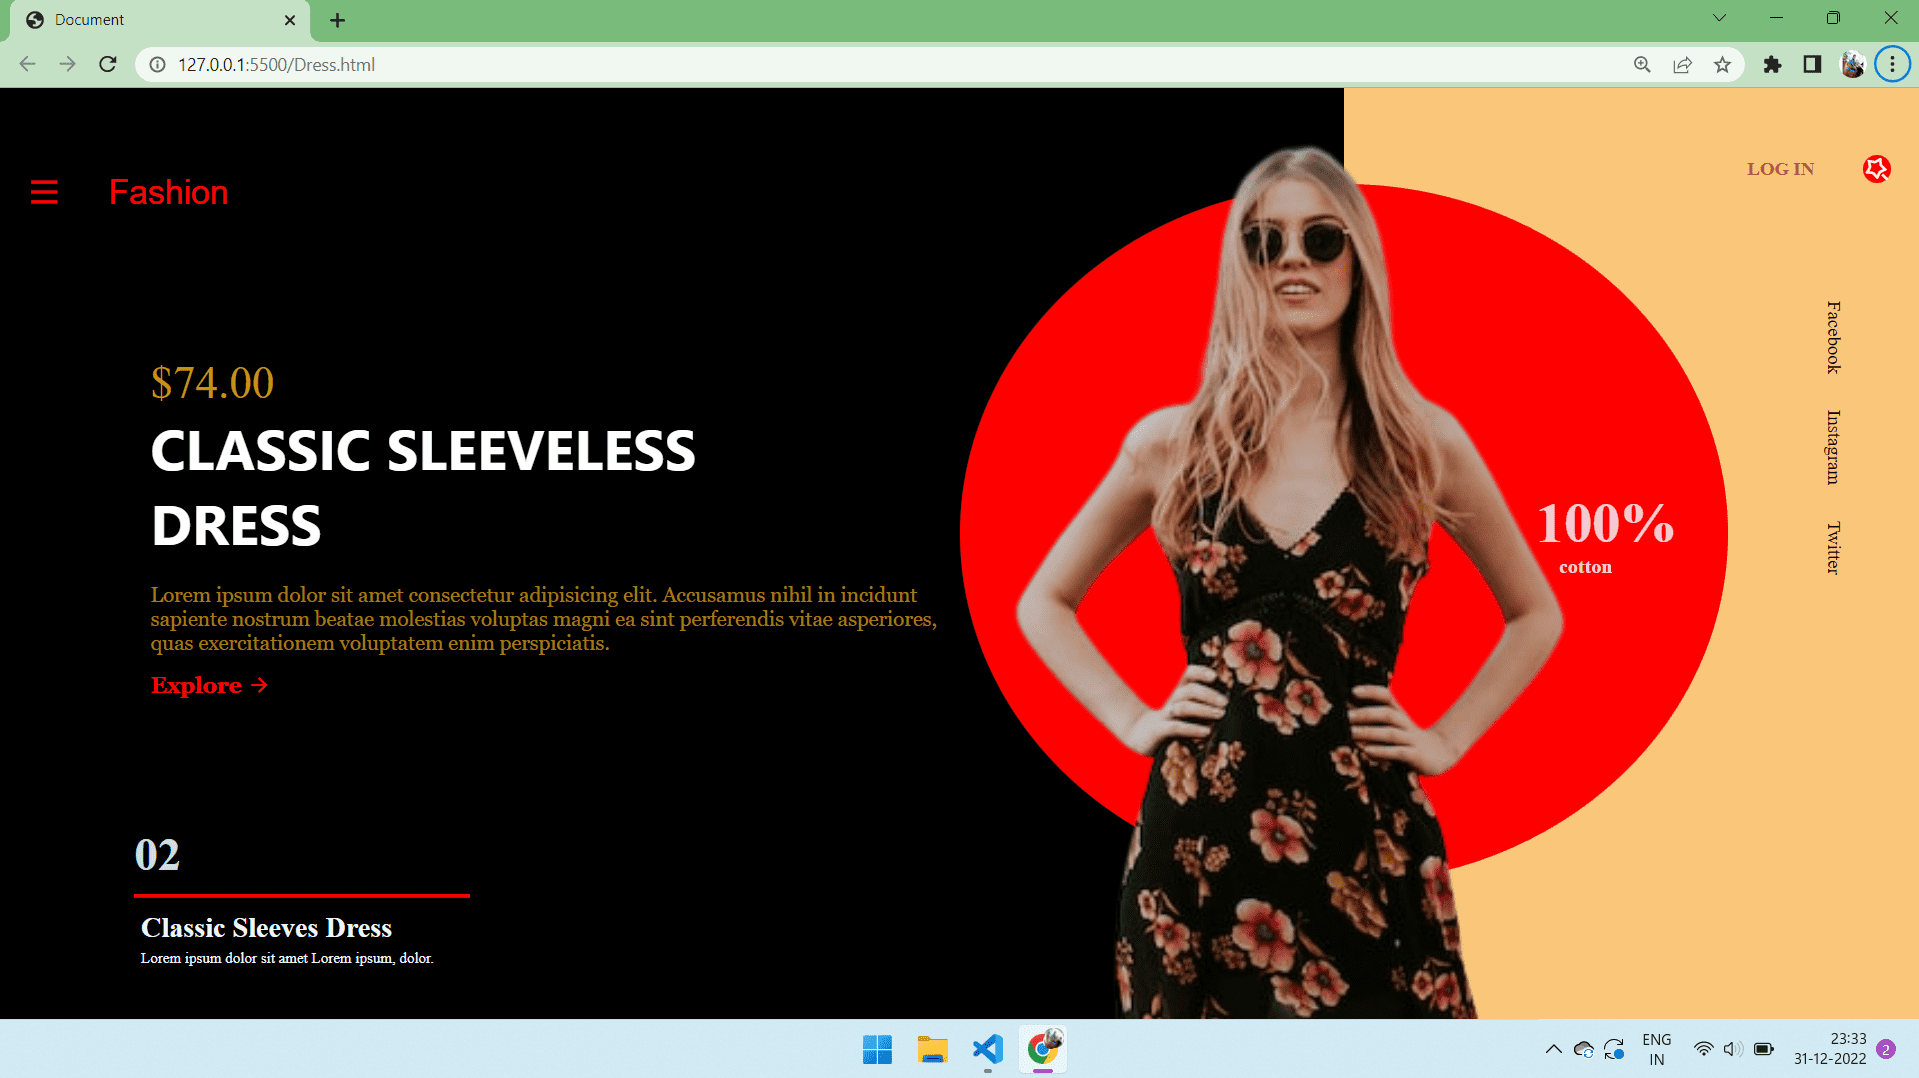 Document
127.0.0.1:5500/Dress.html
LOG IN
Fashion
Facebook
Instagram
Twitter
$74.00
CLASSIC SLEEVELESS
DRESS
100%
cotton
Lorem ipsum dolor sit amet consectetur adipisicing elit. Accusamus nihil in incidunt
sapiente nostrum beatae molestias voluptas magni ea sint perferendis vitae asperiores,
quas exercitationem voluptatem enim perspiciatis.
Explore →
02
Classic Sleeves Dress
Lorem ipsum dolor sit amet Lorem ipsum, dolor.
ENG
IN
23:33
31-12-2022
2